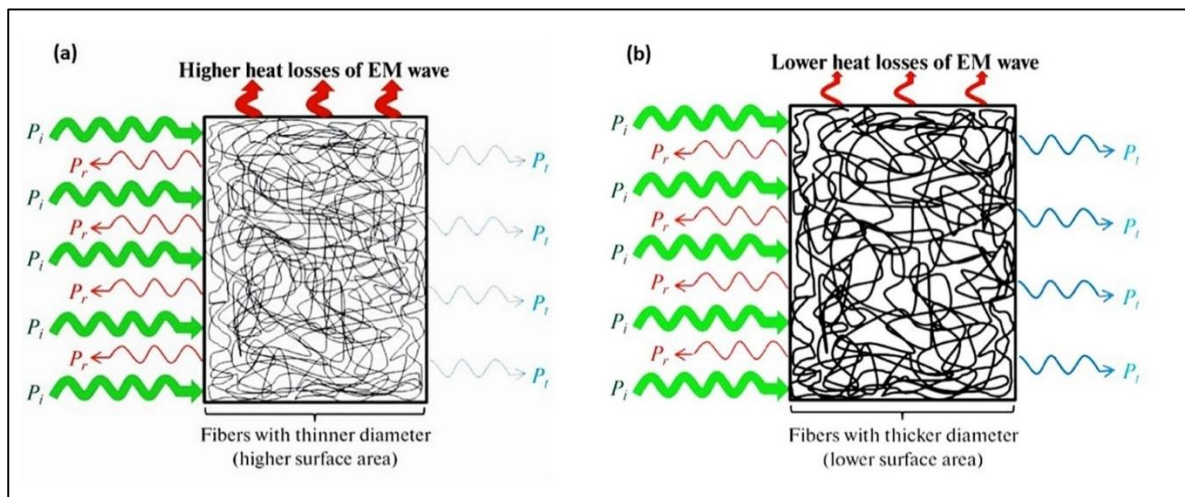 (a)
Higher heat losses of EM wave
P_i
P_r
P_t
P_i
P_r
P_t
P_i
P_r
P_t
P_i
P_r
P_t
P_i
Fibers with thinner diameter
(higher surface area)
(b)
Lower heat losses of EM wave
P_i
P_r
P_t
P_i
P_r
P_t
P_i
P_r
P_t
P_i
P_r
P_t
P_i
Fibers with thicker diameter
(lower surface area)